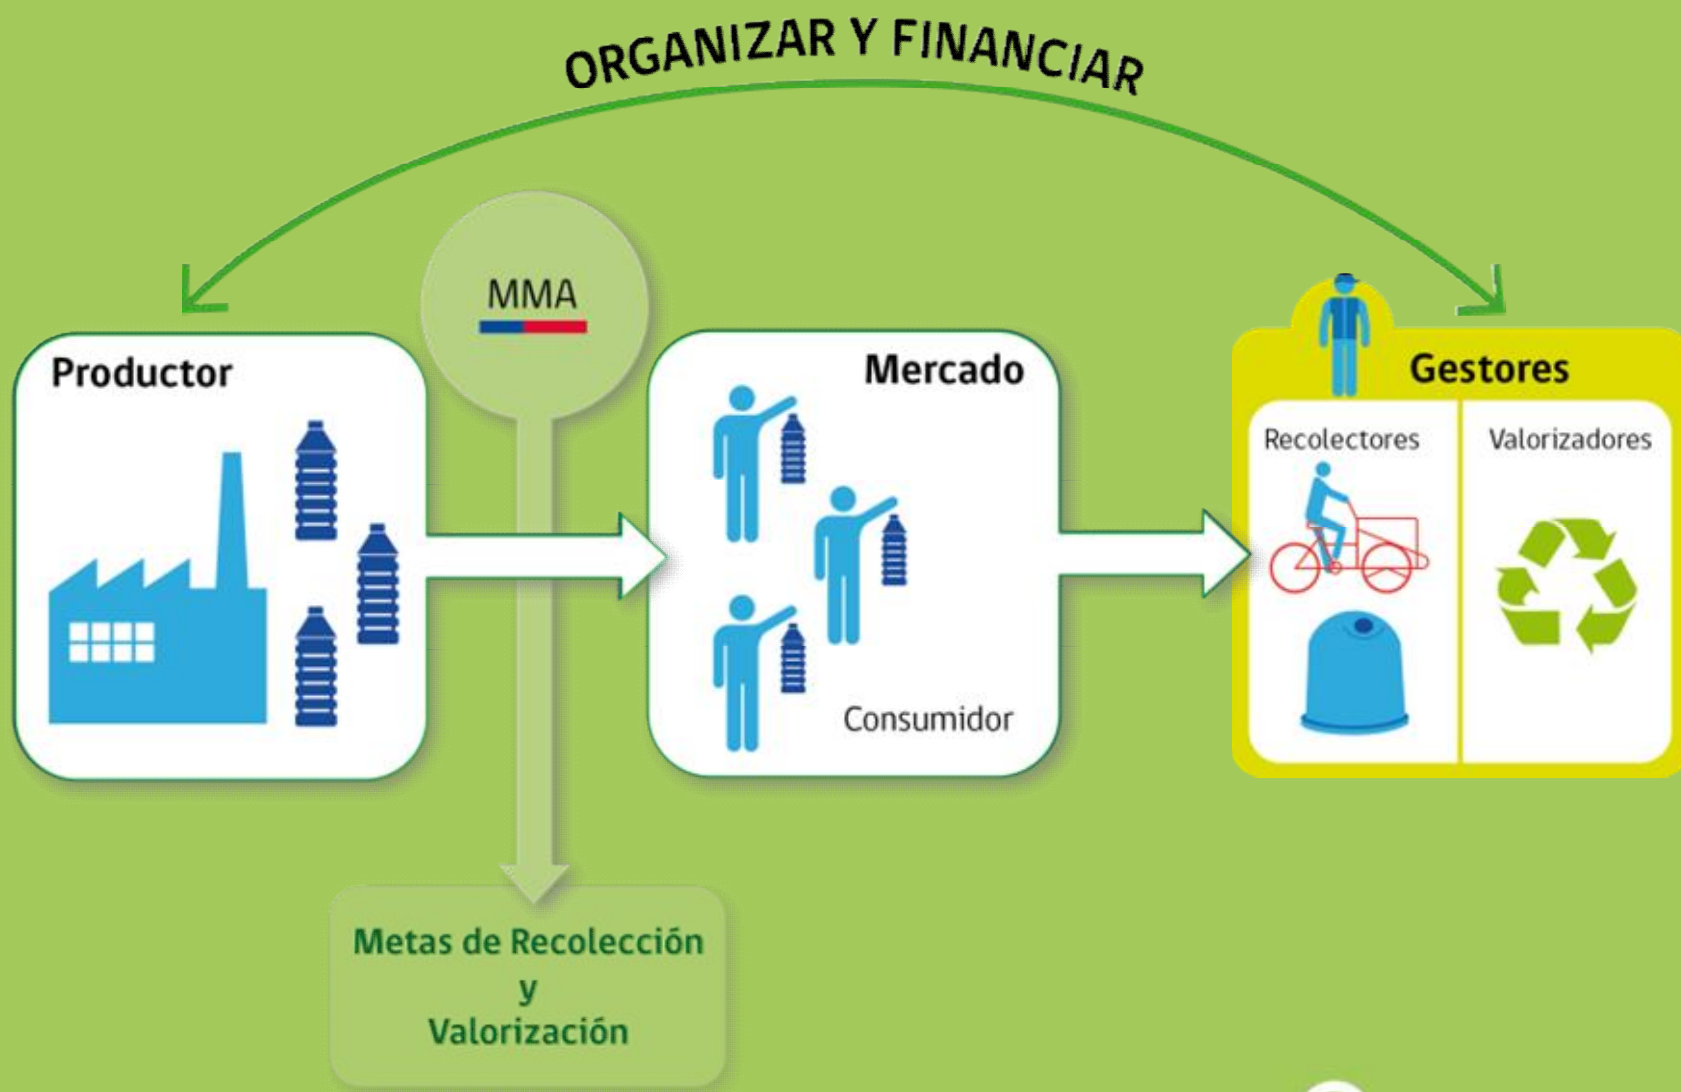 ORGANIZAR Y FINANCIAR
MMA
Productor
Mercado
Consumidor
Gestores
Recolectores
Valorizadores
Metas de Recolección
y
Valorización